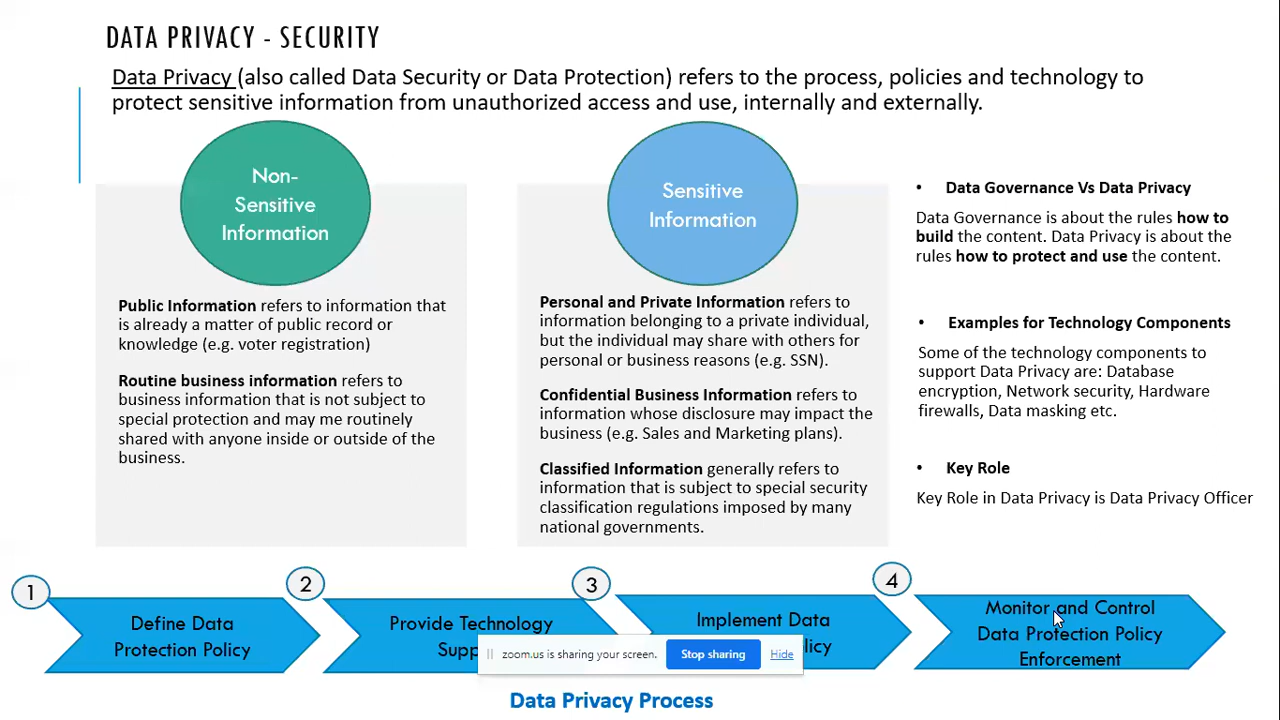 DATA PRIVACY - SECURITY
Data Privacy (also called Data Security or Data Protection) refers to the process, policies and technology to
protect sensitive information from unauthorized access and use, internally and externally.
Non-
Sensitive
Information
Public Information refers to information that
is already a matter of public record or
knowledge (e.g. voter registration)
Routine business information refers to
business information that is not subject to
special protection and may me routinely
shared with anyone inside or outside of the
business.
Sensitive
Information
Personal and Private Information refers to
information belonging to a private individual,
but the individual may share with others for
personal or business reasons (e.g. SSN).
Confidential Business Information refers to
information whose disclosure may impact the
business (e.g. Sales and Marketing plans).
Classified Information generally refers to
information that is subject to special security
classification regulations imposed by many
national governments.
• Data Governance Vs Data Privacy
Data Governance is about the rules how to
build the content. Data Privacy is about the
rules how to protect and use the content.
• Examples for Technology Components
Some of the technology components to
support Data Privacy are: Database
encryption, Network security, Hardware
firewalls, Data masking etc.
• Key Role
Key Role in Data Privacy is Data Privacy Officer
1
Define Data
Protection Policy
2
Provide Technology
3
Implement Data
4
Monitor and Control
Data Protection Policy
Enforcement
zoom.us is sharing your screen.
Stop sharing
Hide
Data Privacy Process